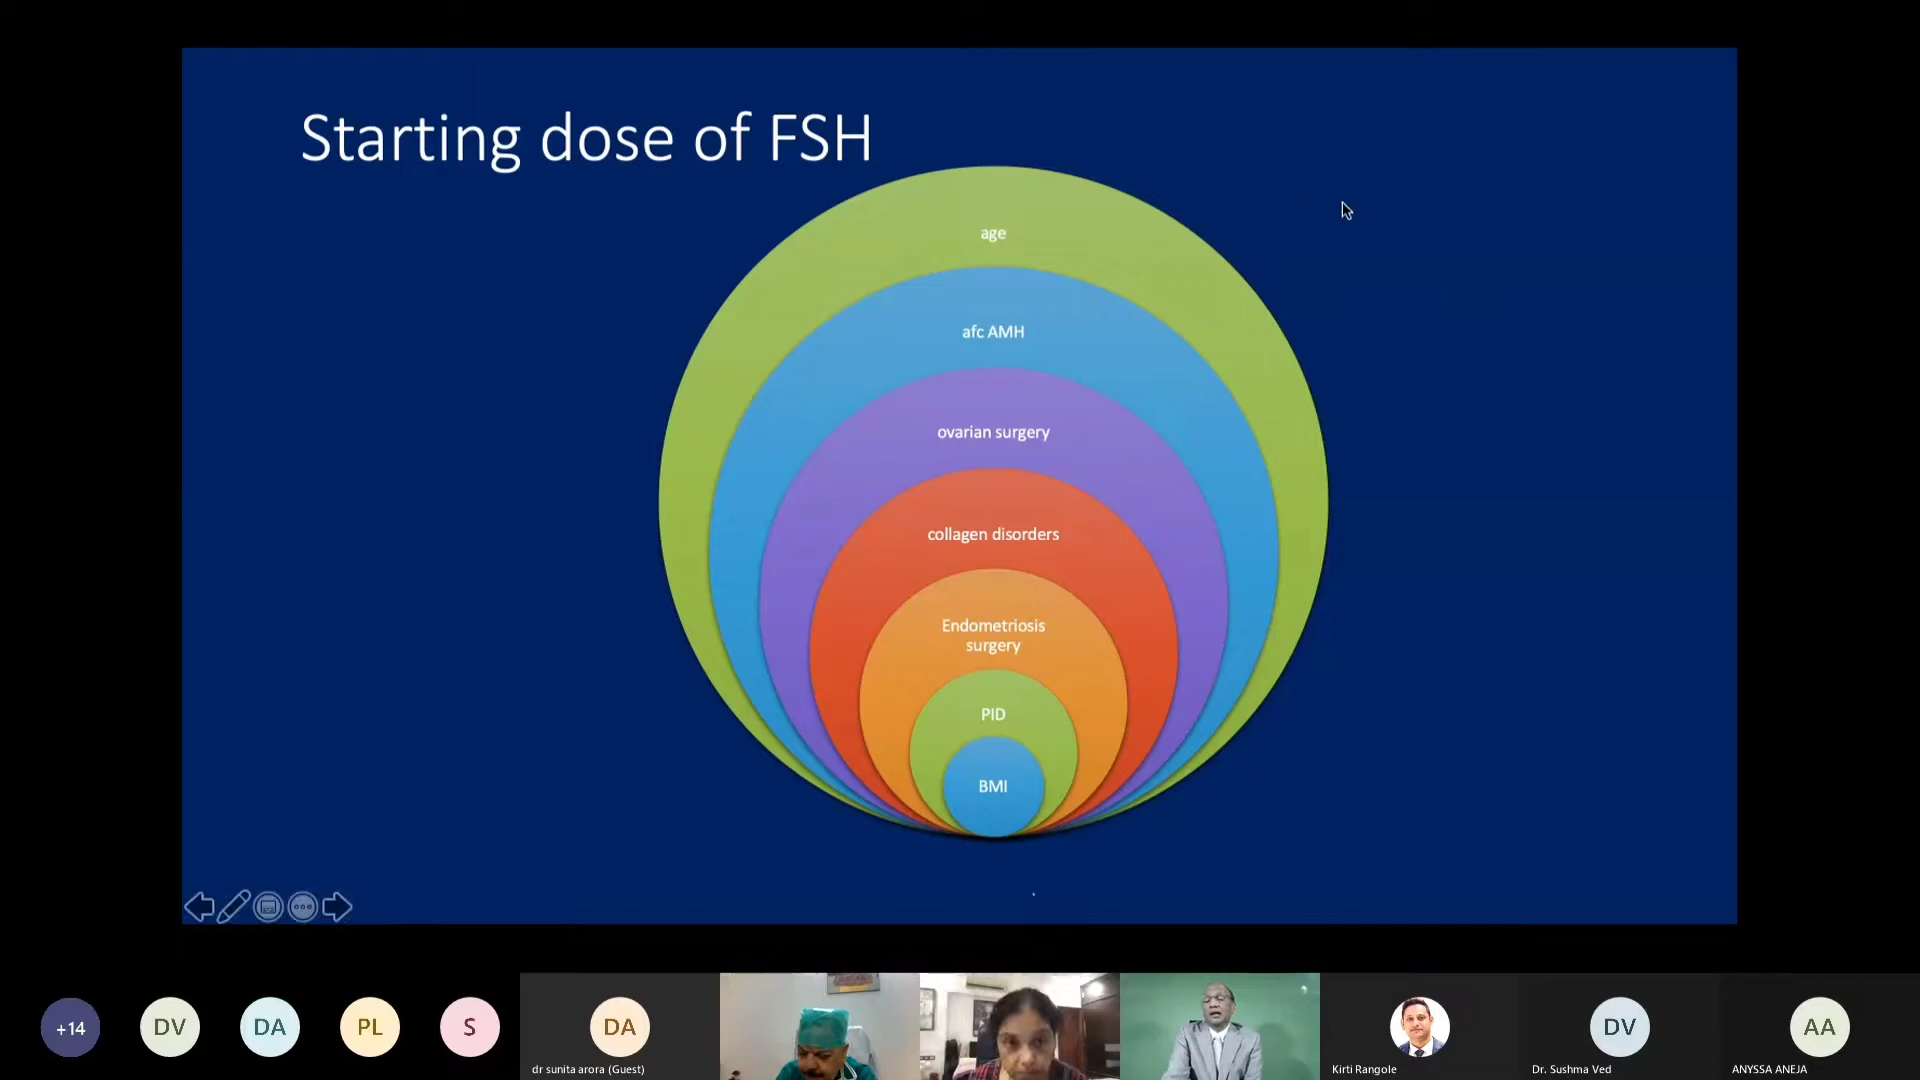 Starting dose of FSH
age
afc AMH
ovarian surgery
collagen disorders
Endometriosis
surgery
PID
BMI
+14
DV
DA
PL
S
DA
DV
AA
dr sunita arora (Guest)
Kirti Rangole
Dr. Sushma Ved
ANYSSA ANEJA